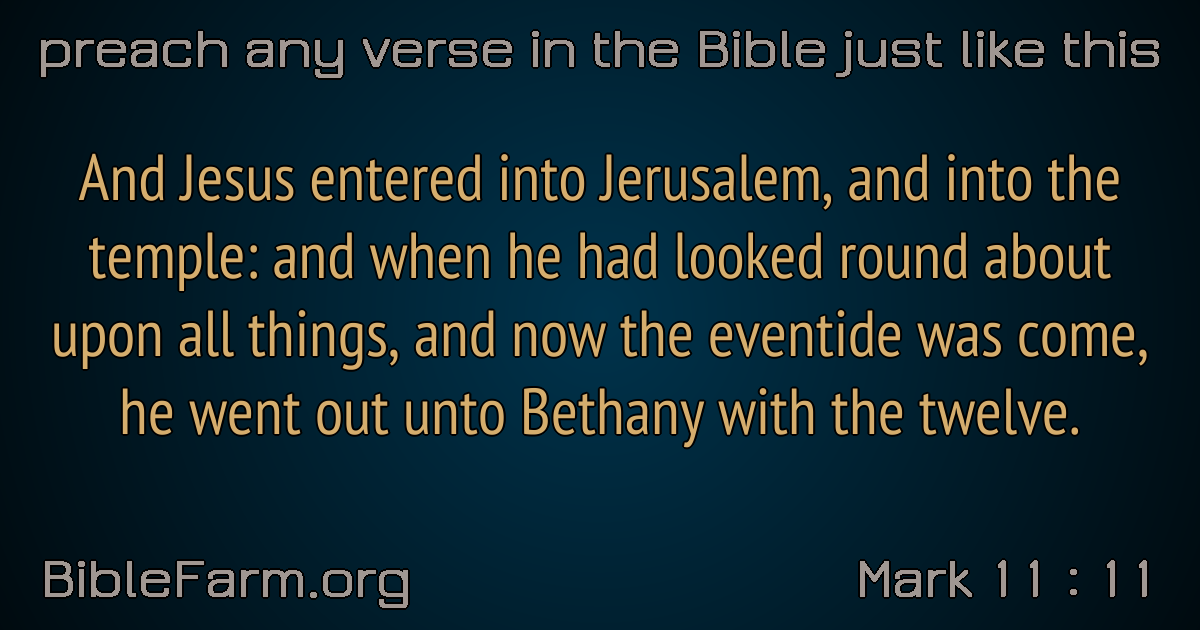 preach any verse in the Bible just like this
And Jesus entered into Jerusalem, and into the
temple: and when he had looked round about
upon all things, and now the eventide was come,
he went out unto Bethany with the twelve.
BibleFarm.org
Mark 11 : 11